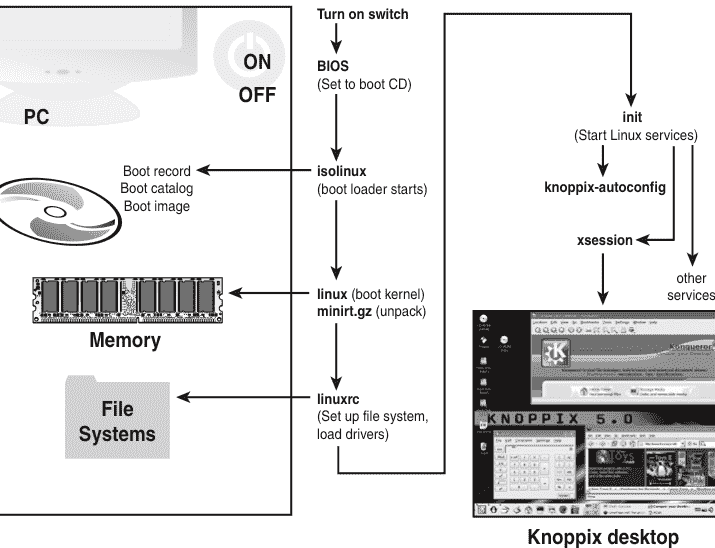 Turn on switch
BIOS
(Set to boot CD)
ON
OFF
PC
Boot record
Boot catalog
Boot image
isolinux
(boot loader starts)
linux (boot kernel)
minirt.gz (unpack)
Memory
linuxrc
(Set up file system,
load drivers)
File
Systems
init
(Start Linux services)
knoppix-autoconfig
xsession
other
services
Konqueror
KNOPPIX 5.0
Knoppix desktop